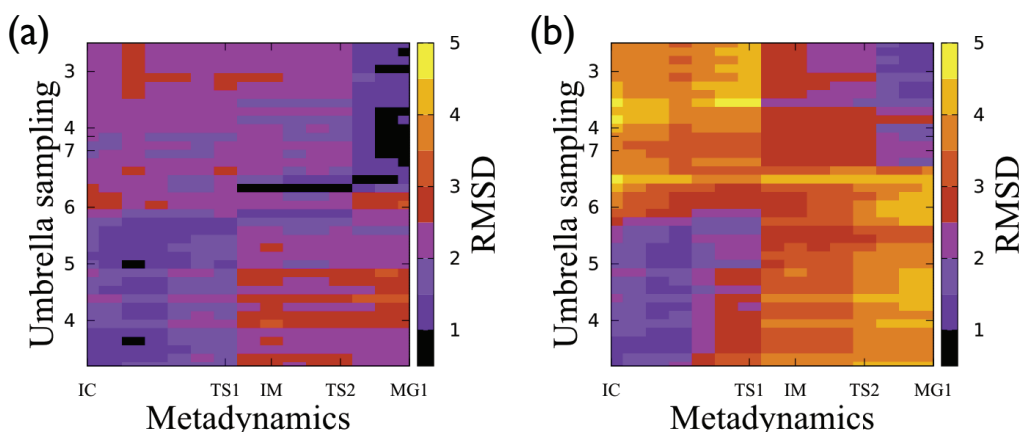 (a)
Umbrella sampling
3
4
7
6
5
4
IC
TS1
IM
TS2
MG1
Metadynamics
5
4
3
2
1
RMSD
(b)
Umbrella sampling
3
4
7
6
5
4
IC
TS1
IM
TS2
MG1
Metadynamics
5
4
3
2
1
RMSD